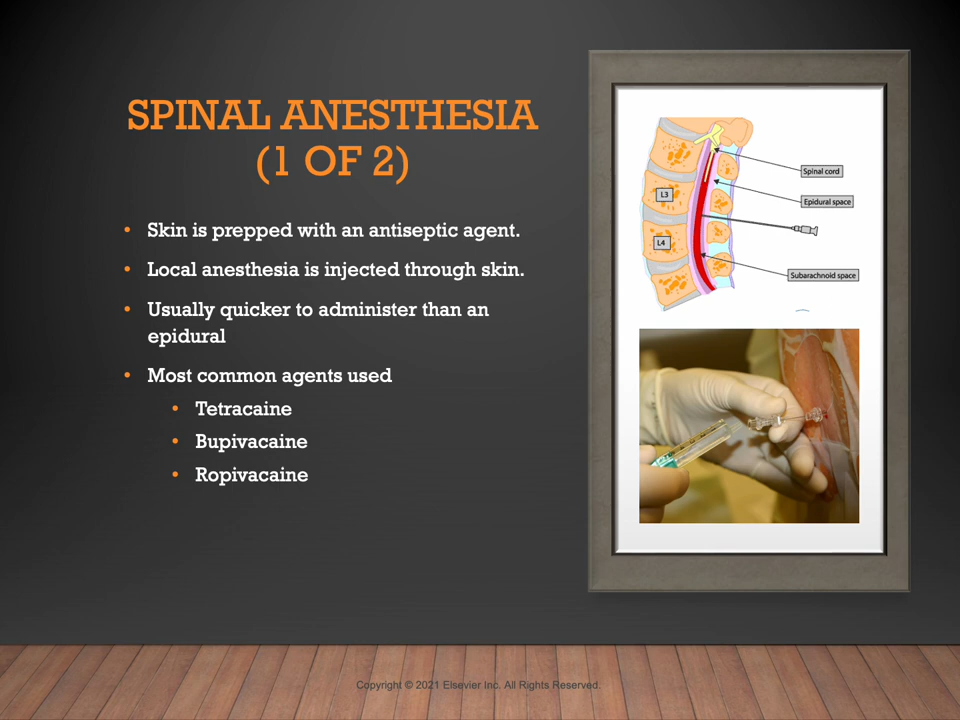 SPINAL ANESTHESIA
(1 OF 2)
• Skin is prepped with an antiseptic agent.
• Local anesthesia is injected through skin.
• Usually quicker to administer than an
epidural
• Most common agents used
• Tetracaine
• Bupivacaine
• Ropivacaine
Spinal cord
L3
Epidural space
L4
Subarachnoid space
Copyright © 2021 Elsevier Inc. All Rights Reserved.